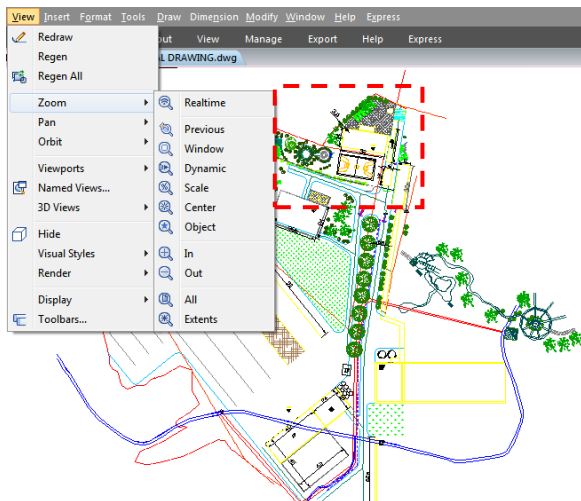 View Insert Format Tools Draw Dimension Modify Window Help Express
out View Manage Export Help Express
AL DRAWING.dwg
Redraw
Regen
Regen All
Zoom
Pan
Orbit
Viewports
Named Views...
3D Views
Hide
Visual Styles
Render
Display
Toolbars...
Realtime
Previous
Window
Dynamic
Scale
Center
Object
In
Out
All
Extents